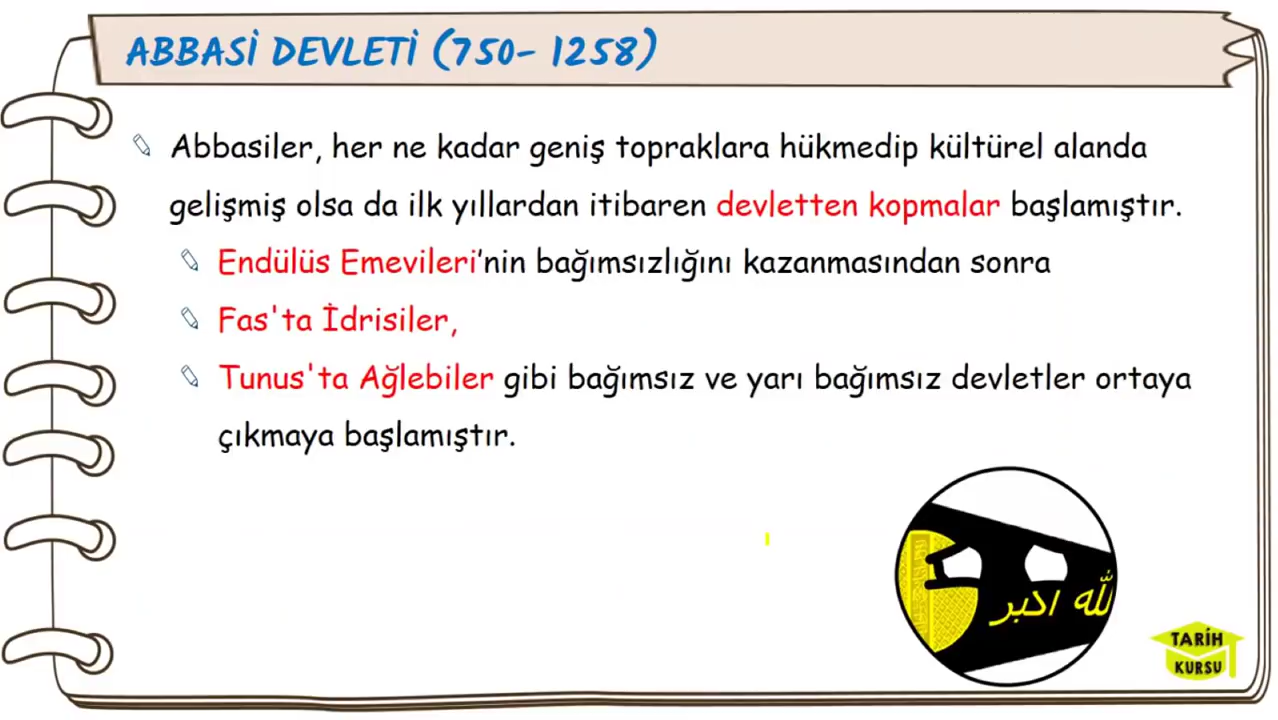 ABBASİ DEVLETİ (750- 1258)
Abbasiler, her ne kadar geniş topraklara hükmedip kültürel alanda
gelişmiş olsa da ilk yıllardan itibaren devletten kopmalar başlamıştır.
Endülüs Emevileri’nin bağımsızlığını kazanmasından sonra
Fas'ta İdrisiler,
Tunus'ta Ağlebiler gibi bağımsız ve yarı bağımsız devletler ortaya
çıkmaya başlamıştır.
الله اكبر
TARİH
KURSU